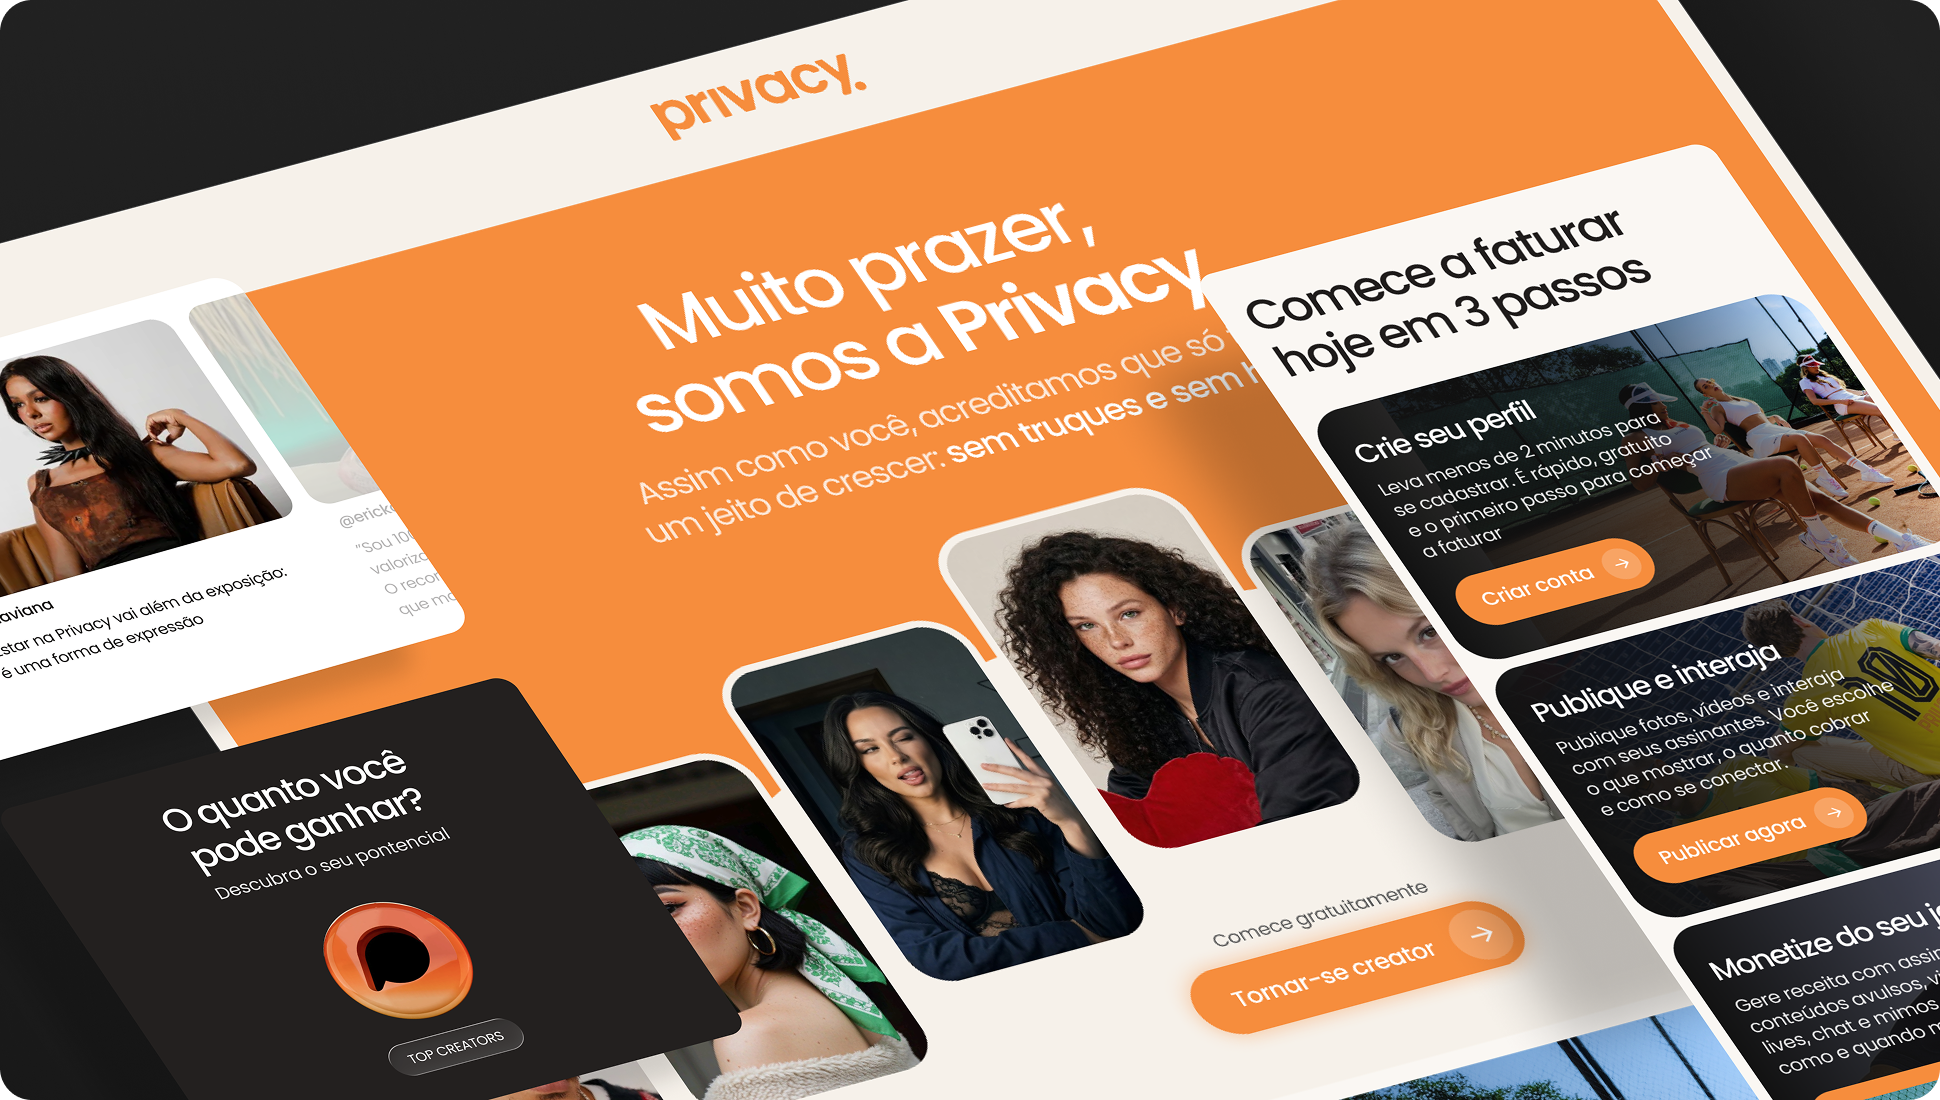 privacy.
Muito prazer,
somos a Privacy
Assim como você, acreditamos que só
um jeito de crescer: sem truques e sem
Comece gratuitamente
Tornar-se creator
aviana
star na Privacy vai além da exposição:
é uma forma de expressão
@erick
"Sou 100
valoriz
O recor
que mo
O quanto você
pode ganhar?
Descubra o seu pontencial
TOP CREATORS
Comece a faturar
hoje em 3 passos
Crie seu perfil
Leva menos de 2 minutos para
se cadastrar. É rápido, gratuito
e o primeiro passo para começar
a faturar
Criar conta
Publique e interaja
Publique fotos, vídeos e interaja
com seus assinantes. Você escolhe
o que mostrar, o quanto cobrar
e como se conectar.
Publicar agora
10
Monetize do seu j
Gere receita com assin
conteúdos avulsos, v
lives, chat e mimos
como e quando